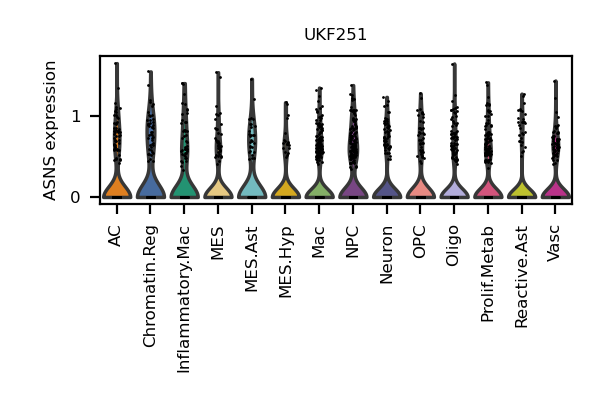 UKF251
ASNS expression
1
0
AC
Chromatin.Reg
Inflammatory.Mac
MES
MES.Ast
MES.Hyp
Mac
NPC
Neuron
OPC
Oligo
Prolif.Metab
Reactive.Ast
Vasc